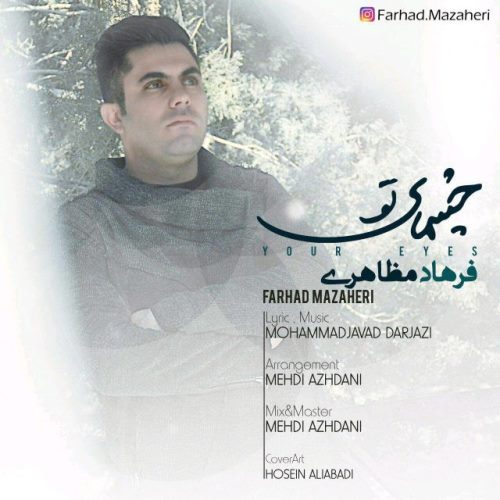 Farhad.Mazaheri
چشمای تو
YOUR EYES
فرهاد مظاهری
FARHAD MAZAHERI
Lyric , Music
MOHAMMADJAVAD DARJAZI
Arrangement
MEHDI AZHDANI
Mix&Master
MEHDI AZHDANI
CoverArt
HOSEIN ALIABADI